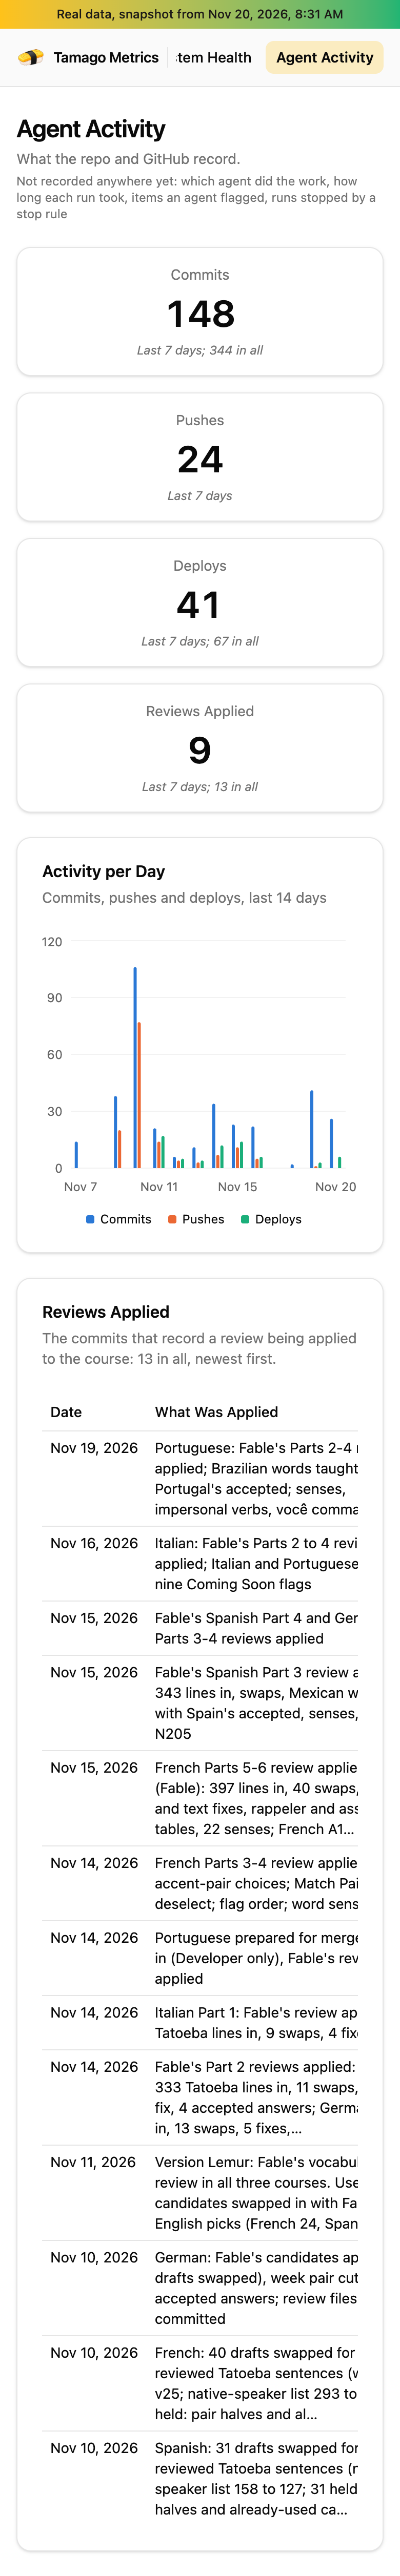 Real data, snapshot from Nov 20, 2026, 8:31 AM
Tamago Metrics
tem Health
Agent Activity
Agent Activity
What the repo and GitHub record.
Not recorded anywhere yet: which agent did the work, how
long each run took, items an agent flagged, runs stopped by a
stop rule
Commits
148
Last 7 days; 344 in all
Pushes
24
Last 7 days
Deploys
41
Last 7 days; 67 in all
Reviews Applied
9
Last 7 days; 13 in all
Activity per Day
Commits, pushes and deploys, last 14 days
120
90
60
30
0
Nov 7
Nov 11
Nov 15
Nov 20
Commits
Pushes
Deploys
Reviews Applied
The commits that record a review being applied
to the course: 13 in all, newest first.
Date
What Was Applied
Nov 19, 2026
Portuguese: Fable's Parts 2-4
applied; Brazilian words taught
Portugal's accepted; senses,
impersonal verbs, você comma
Nov 16, 2026
Italian: Fable's Parts 2 to 4 revi
applied; Italian and Portuguese
nine Coming Soon flags
Nov 15, 2026
Fable's Spanish Part 4 and Ger
Parts 3-4 reviews applied
Nov 15, 2026
Fable's Spanish Part 3 review a
343 lines in, swaps, Mexican w
with Spain's accepted, senses,
N205
Nov 15, 2026
French Parts 5-6 review applie
(Fable): 397 lines in, 40 swaps,
and text fixes, rappeler and ass
tables, 22 senses; French A1...
Nov 14, 2026
French Parts 3-4 review applie
accent-pair choices; Match Pai
deselect; flag order; word sens
Nov 14, 2026
Portuguese prepared for merge
in (Developer only), Fable's rev
applied
Nov 14, 2026
Italian Part 1: Fable's review ap
Tatoeba lines in, 9 swaps, 4 fix
Nov 14, 2026
Fable's Part 2 reviews applied:
333 Tatoeba lines in, 11 swaps,
fix, 4 accepted answers; Germa
in, 13 swaps, 5 fixes,...
Nov 11, 2026
Version Lemur: Fable's vocabul
review in all three courses. Use
candidates swapped in with Fa
English picks (French 24, Span
Nov 10, 2026
German: Fable's candidates ap
drafts swapped), week pair cut
accepted answers; review files
committed
Nov 10, 2026
French: 40 drafts swapped for
reviewed Tatoeba sentences (w
v25; native-speaker list 293 to
held: pair halves and al...
Nov 10, 2026
Spanish: 31 drafts swapped for
reviewed Tatoeba sentences (n
speaker list 158 to 127; 31 held
halves and already-used ca...